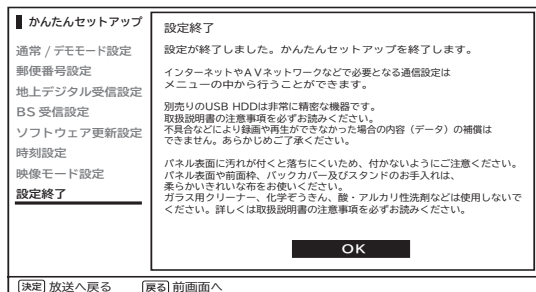 かんたんセットアップ
通常 / デモモード設定
郵便番号設定
地上デジタル受信設定
BS 受信設定
ソフトウェア更新設定
時刻設定
映像モード設定
設定終了
設定終了
設定が終了しました。かんたんセットアップを終了します。
インターネットやAVネットワークなどで必要となる通信設定は
メニューの中から行うことができます。
別売りのUSB HDDは非常に精密な機器です。
取扱説明書の注意事項を必ずお読みください。
不具合などにより録画や再生ができなかった場合の内容（データ）の補償は
できません。あらかじめご了承ください。
パネル表面に汚れが付くと落ちにくいため、付かないようにご注意ください。
パネル表面や前面枠、バックカバー及びスタンドのお手入れは、
柔らかいきれいな布をお使いください。
ガラス用クリーナー、化学ぞうきん、酸・アルカリ性洗剤などは使用しないで
ください。詳しくは取扱説明書の注意事項を必ずお読みください。
OK
決定 放送へ戻る 戻る 前画面へ